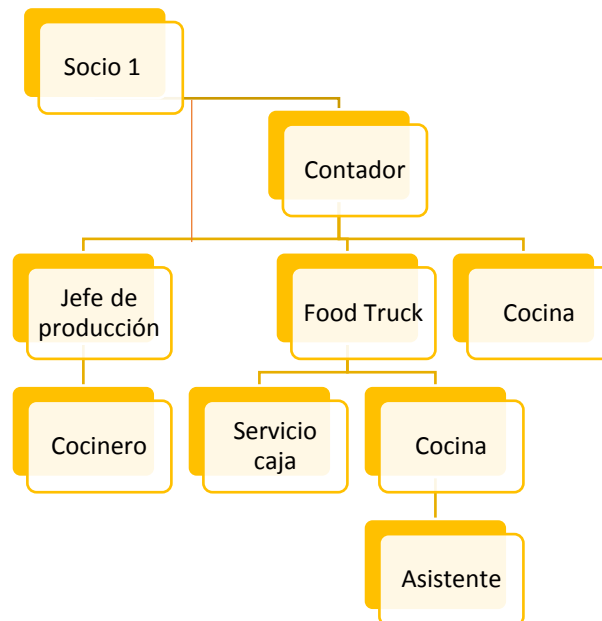 Socio 1
Contador
Jefe de
producción
Food Truck
Cocina
Cocinero
Servicio
caja
Cocina
Asistente